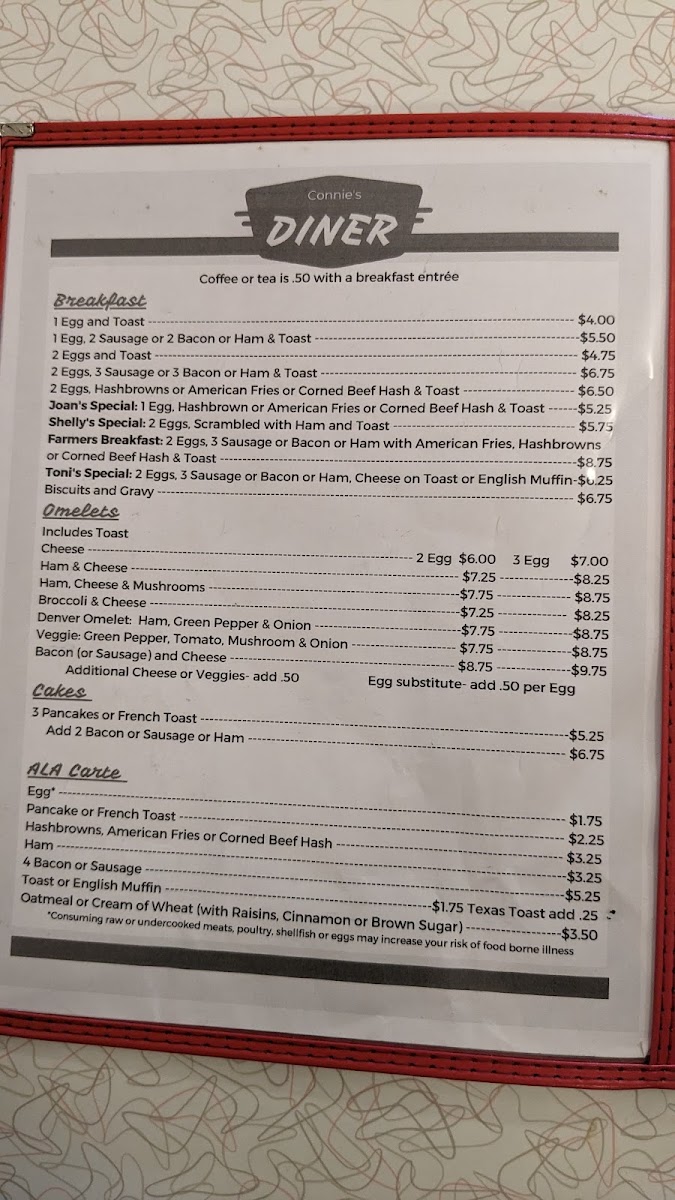 Connie's
DINER
Coffee or tea is .50 with a breakfast entrée
Breakfast
1 Egg and Toast ---------- $4.00
1 Egg, 2 Sausage or 2 Bacon or Ham & Toast ----------$5.50
2 Eggs and Toast ---------- $4.75
2 Eggs, 3 Sausage or 3 Bacon or Ham & Toast ---------- $6.75
2 Eggs, Hashbrowns or American Fries or Corned Beef Hash & Toast ---------- $6.50
Joan's Special: 1 Egg, Hashbrown or American Fries or Corned Beef Hash & Toast ------$5.25
Shelly's Special: 2 Eggs, Scrambled with Ham and Toast ---------- $5.75
Farmers Breakfast: 2 Eggs, 3 Sausage or Bacon or Ham with American Fries, Hashbrowns
or Corned Beef Hash & Toast ----------$8.75
Toni's Special: 2 Eggs, 3 Sausage or Bacon or Ham, Cheese on Toast or English Muffin-$6.25
Biscuits and Gravy ---------- $6.75
Omelets
Includes Toast
Cheese ---------- 2 Egg $6.00 3 Egg $7.00
Ham & Cheese ---------- $7.25 ----------$8.25
Ham, Cheese & Mushrooms ----------$7.75 ---------- $8.75
Broccoli & Cheese ----------$7.25 ---------- $8.25
Denver Omelet: Ham, Green Pepper & Onion ----------$7.75 ----------$8.75
Veggie: Green Pepper, Tomato, Mushroom & Onion ---------- $7.75 ---------- $8.75
Bacon (or Sausage) and Cheese ---------- $8.75 ----------$9.75
Additional Cheese or Veggies- add .50 Egg substitute- add .50 per Egg
Cakes
3 Pancakes or French Toast ----------$5.25
Add 2 Bacon or Sausage or Ham ---------- $6.75
ALA Carte
Egg* ---------- $1.75
Pancake or French Toast ---------- $2.25
Hashbrowns, American Fries or Corned Beef Hash ---------- $3.25
Ham ----------$3.25
4 Bacon or Sausage ----------$5.25
Toast or English Muffin ----------$1.75 Texas Toast add .25
Oatmeal or Cream of Wheat (with Raisins, Cinnamon or Brown Sugar) ----------$3.50
*Consuming raw or undercooked meats, poultry, shellfish or eggs may increase your risk of food borne illness